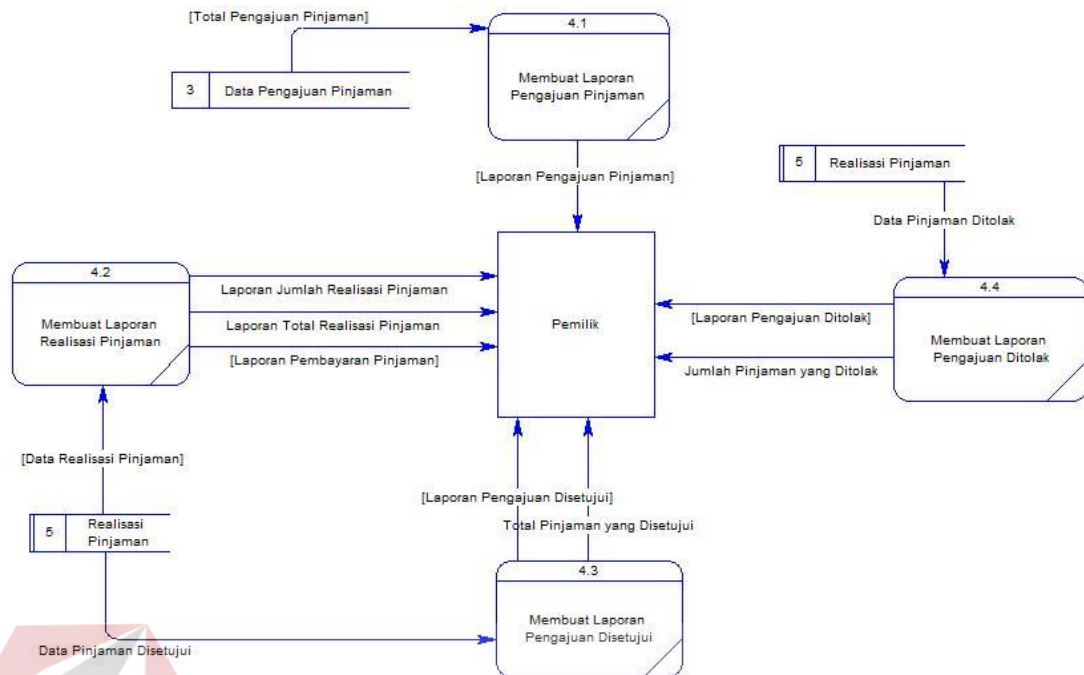 [Total Pengajuan Pinjaman]
4.1
Membuat Laporan
Pengajuan Pinjaman
3
Data Pengajuan Pinjaman
[Laporan Pengajuan Pinjaman]
5
Realisasi Pinjaman
Data Pinjaman Ditolak
4.2
Membuat Laporan
Realisasi Pinjaman
Laporan Jumlah Realisasi Pinjaman
Laporan Total Realisasi Pinjaman
[Laporan Pembayaran Pinjaman]
Pemilik
4.4
Membuat Laporan
Pengajuan Ditolak
[Laporan Pengajuan Ditolak]
Jumlah Pinjaman yang Ditolak
[Data Realisasi Pinjaman]
[Laporan Pengajuan Disetujui]
Total Pinjaman yang Disetujui
5
Realisasi
Pinjaman
4.3
Membuat Laporan
Pengajuan Disetujui
Data Pinjaman Disetujui